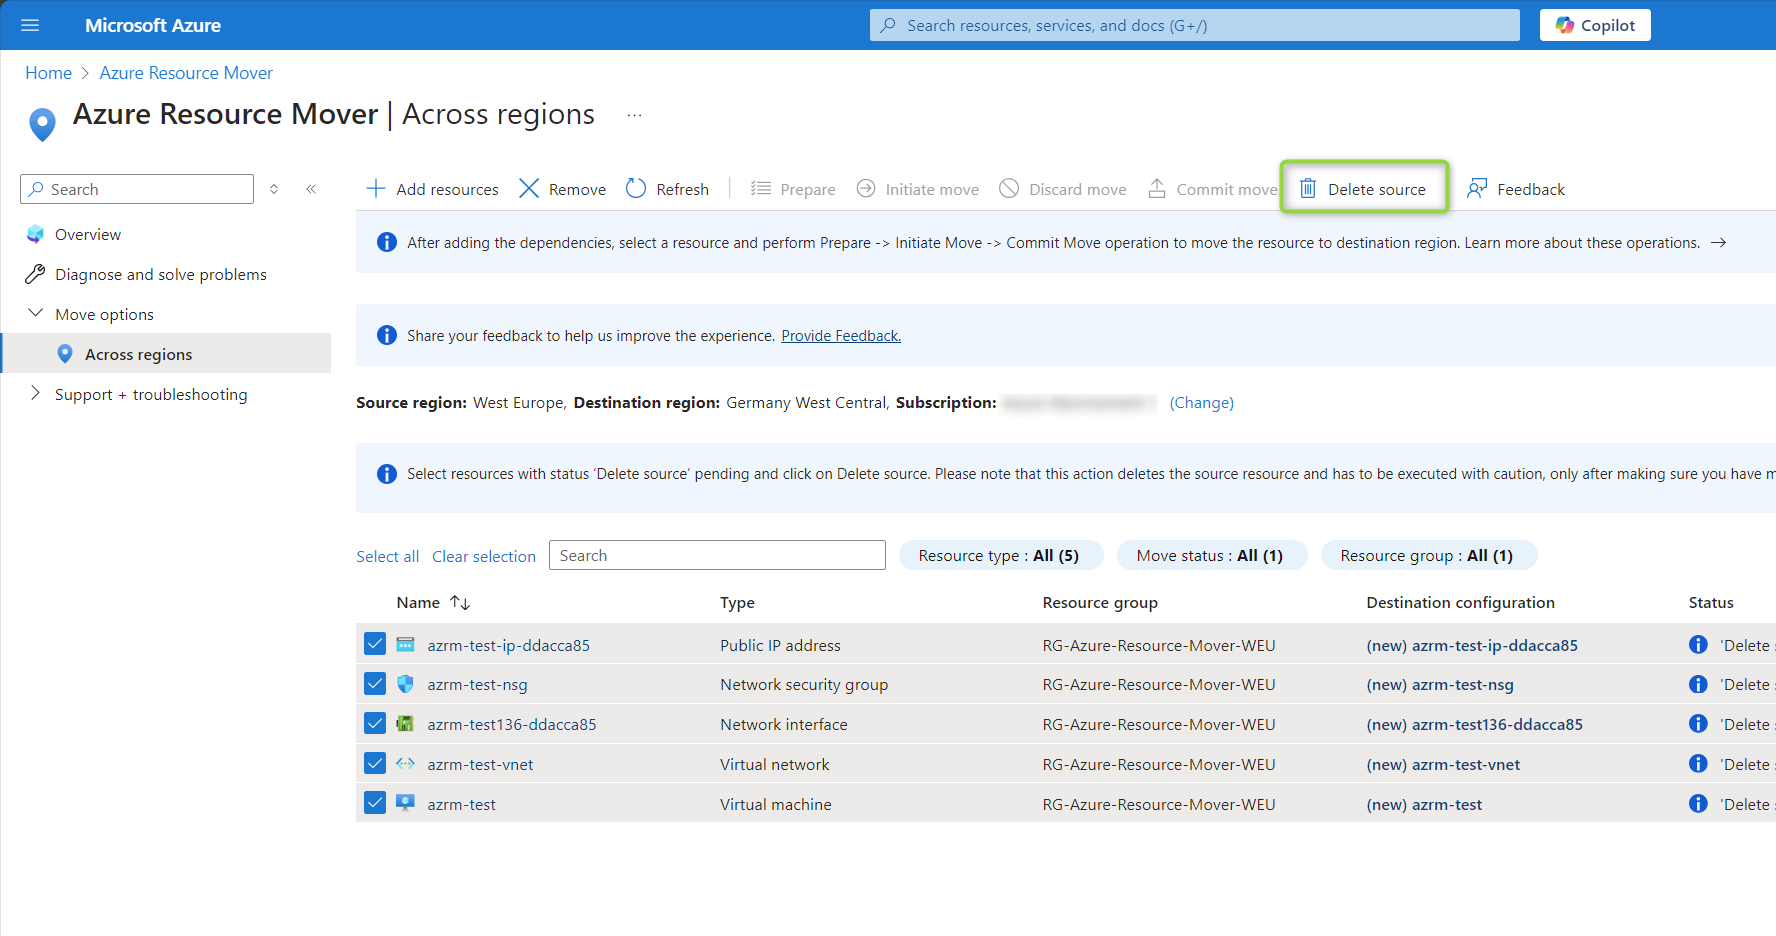 Microsoft Azure
Search resources, services, and docs (G+/)
Copilot
Home > Azure Resource Mover
Azure Resource Mover | Across regions ...
Search
Overview
Diagnose and solve problems
Move options
Across regions
Support + troubleshooting
Add resources Remove Refresh Prepare Initiate move Discard move Commit move Delete source Feedback
After adding the dependencies, select a resource and perform Prepare -> Initiate Move -> Commit Move operation to move the resource to destination region. Learn more about these operations. →
Share your feedback to help us improve the experience. Provide Feedback.
Source region: West Europe, Destination region: Germany West Central, Subscription: (Change)
Select resources with status ‘Delete source’ pending and click on Delete source. Please note that this action deletes the source resource and has to be executed with caution, only after making sure you have m
Select all Clear selection Search Resource type : All (5) Move status : All (1) Resource group : All (1)
Name ↑↓ Type Resource group Destination configuration Status
azrm-test-ip-ddacca85 Public IP address RG-Azure-Resource-Mover-WEU (new) azrm-test-ip-ddacca85 'Delete
azrm-test-nsg Network security group RG-Azure-Resource-Mover-WEU (new) azrm-test-nsg 'Delete
azrm-test136-ddacca85 Network interface RG-Azure-Resource-Mover-WEU (new) azrm-test136-ddacca85 'Delete
azrm-test-vnet Virtual network RG-Azure-Resource-Mover-WEU (new) azrm-test-vnet 'Delete
azrm-test Virtual machine RG-Azure-Resource-Mover-WEU (new) azrm-test 'Delete